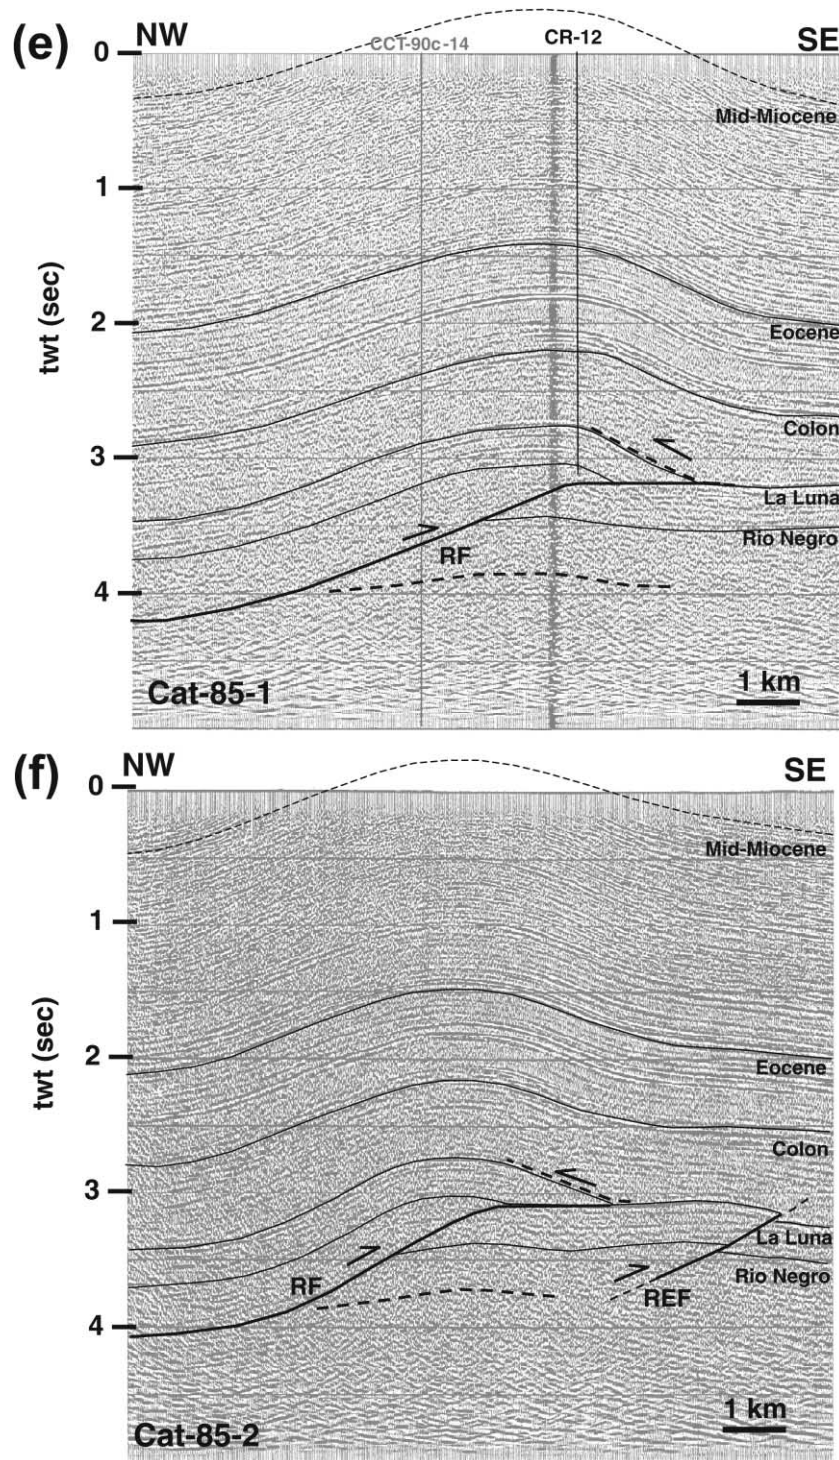 (e) NW CCT-90c-14 CR-12 SE
0
Mid-Miocene
1
twt (sec)
2
Eocene
Colon
3
La Luna
RF
Rio Negro
4
Cat-85-1
1 km
(f) NW SE
0
Mid-Miocene
1
twt (sec)
2
Eocene
Colon
3
La Luna
RF
REF
Rio Negro
4
Cat-85-2
1 km